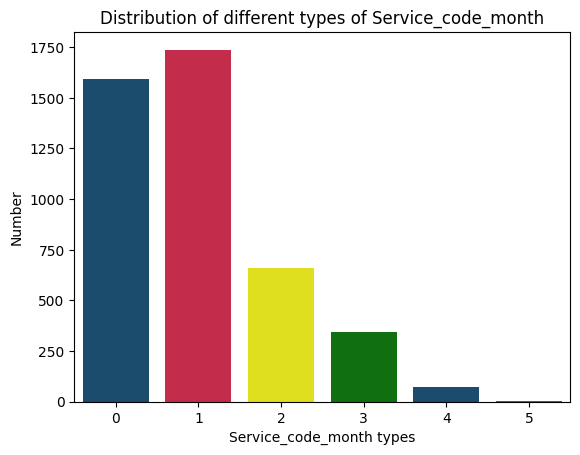 Distribution of different types of Service_code_month
1750
1500
1250
1000
750
500
250
0
Number
0 1 2 3 4 5
Service_code_month types